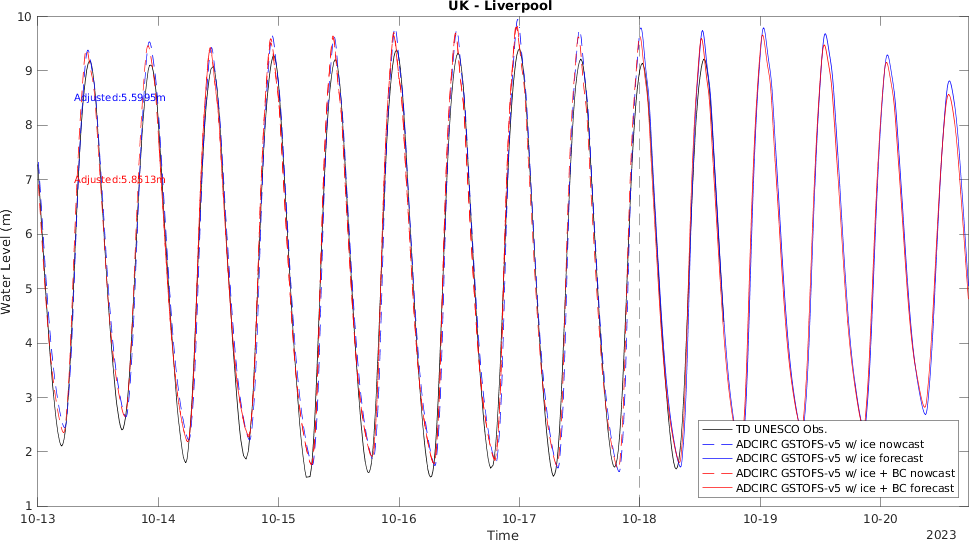 UK - Liverpool
10
9
8
7
6
5
4
3
2
1
Water Level (m)
Adjusted:5.5995m
Adjusted:5.8513m
TD UNESCO Obs.
ADCIRC GSTOFS-v5 w/ ice nowcast
ADCIRC GSTOFS-v5 w/ ice forecast
ADCIRC GSTOFS-v5 w/ ice + BC nowcast
ADCIRC GSTOFS-v5 w/ ice + BC forecast
10-13
10-14
10-15
10-16
10-17
10-18
10-19
10-20
Time
2023